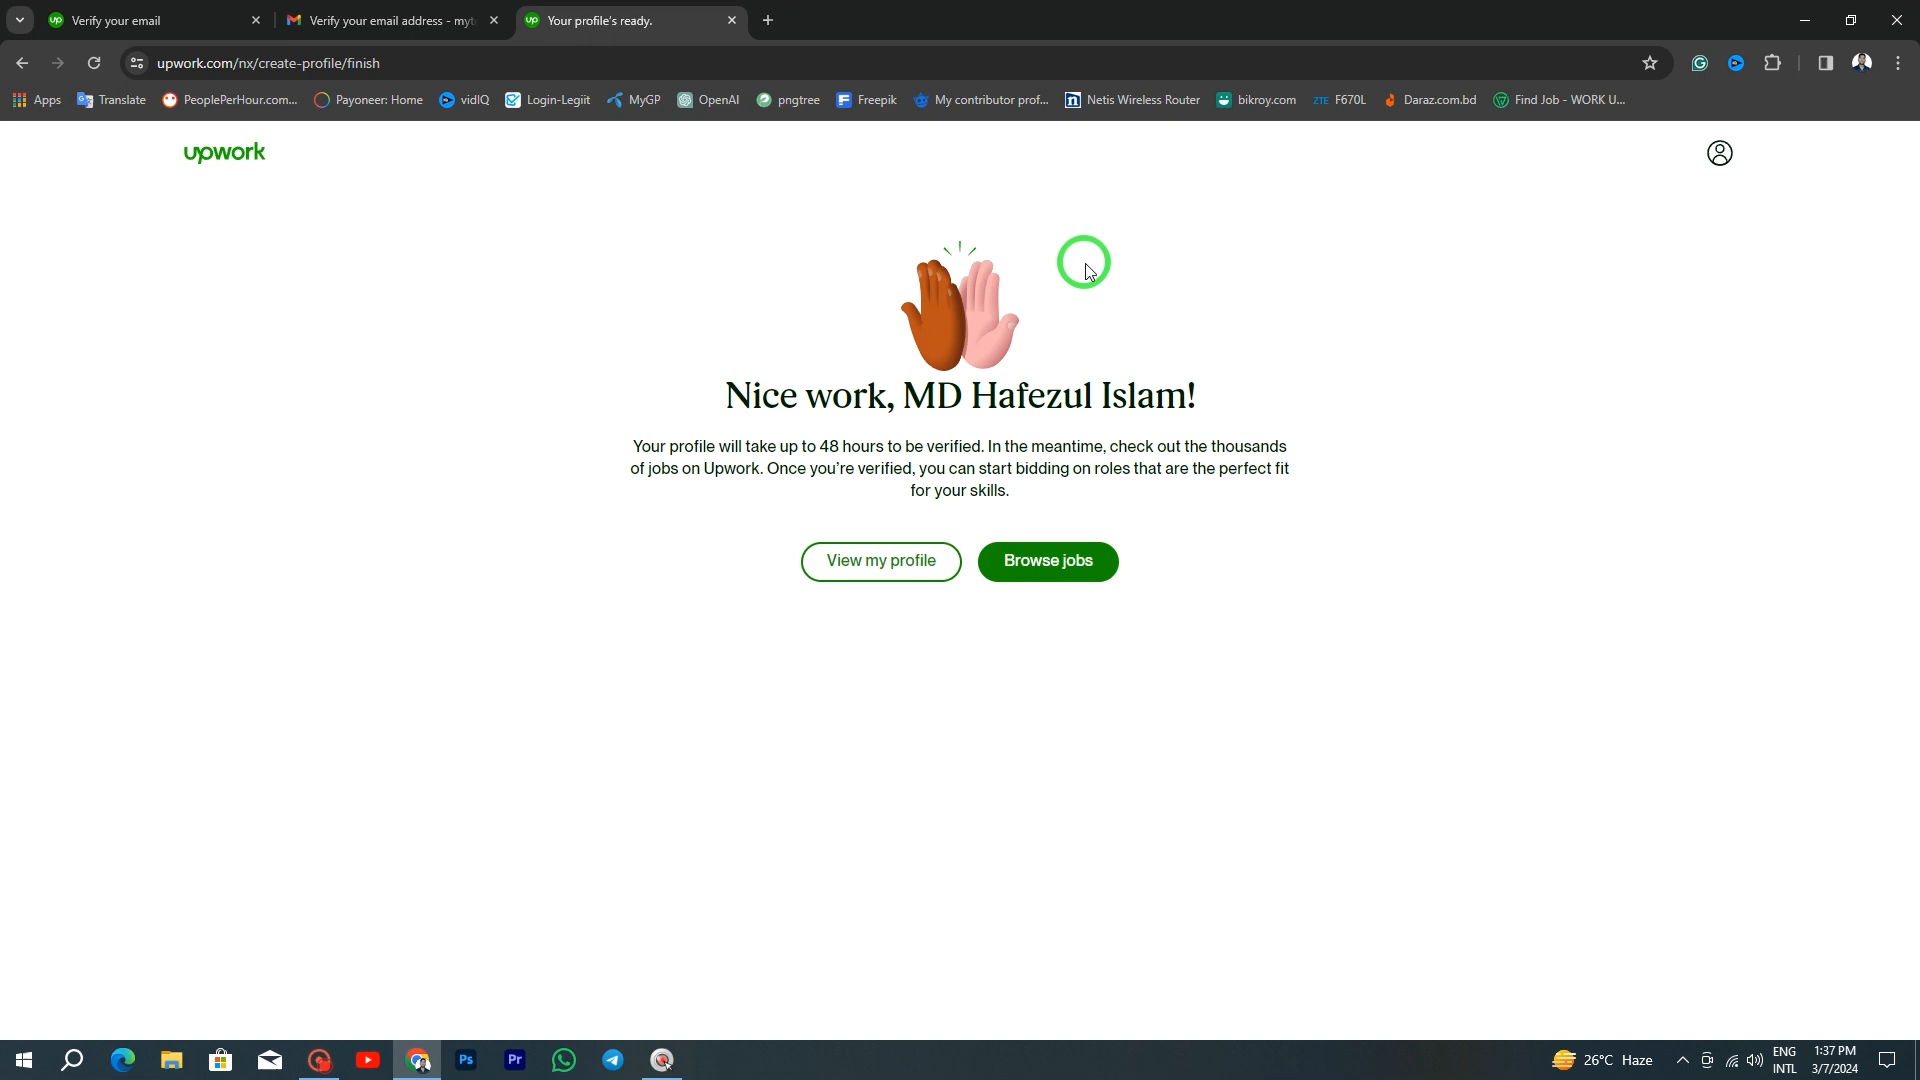 Verify your email
Verify your email address - myt
Your profile's ready.
upwork.com/nx/create-profile/finish
Apps
Translate
PeoplePerHour.com...
Payoneer: Home
vidIQ
Login-Legiit
MyGP
OpenAI
pngtree
Freepik
My contributor prof...
Netis Wireless Router
bikroy.com
ZTE F670L
Daraz.com.bd
Find Job - WORK U...
upwork
Nice work, MD Hafezul Islam!
Your profile will take up to 48 hours to be verified. In the meantime, check out the thousands
of jobs on Upwork. Once you're verified, you can start bidding on roles that are the perfect fit
for your skills.
View my profile
Browse jobs
Ps
Pr
26°C Haze
ENG
INTL
1:37 PM
3/7/2024